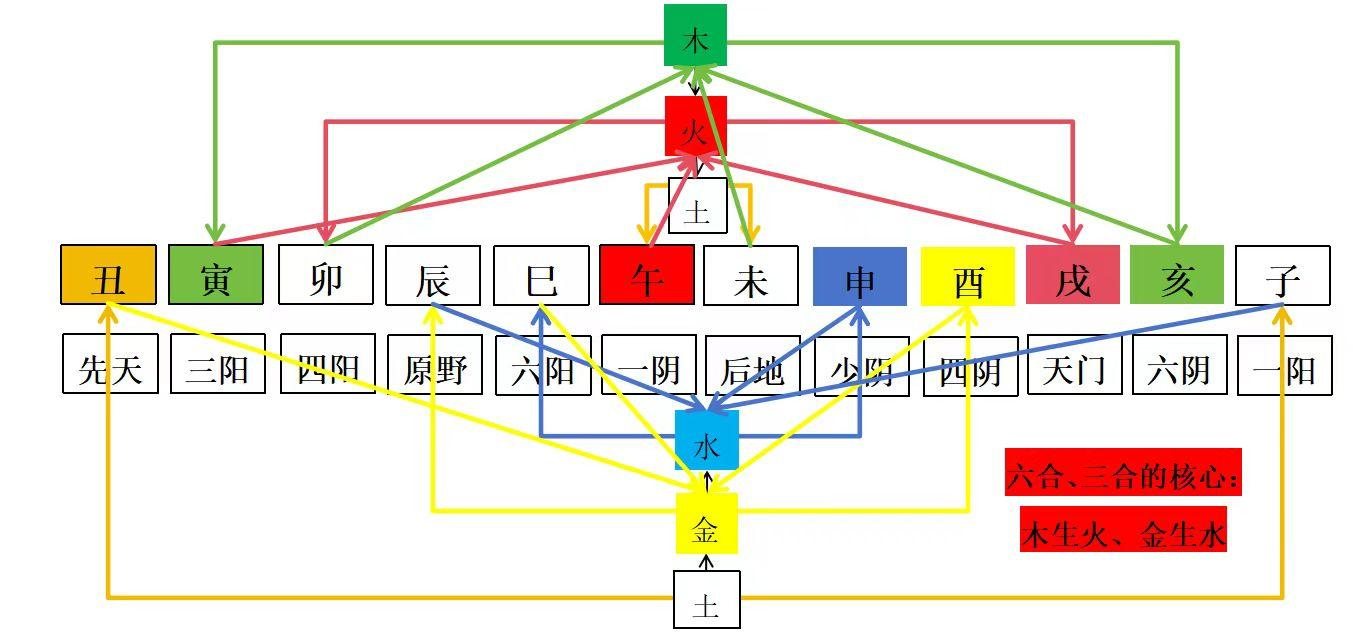 木
火
土
丑 寅 卯 辰 巳 午 未 申 酉 戌 亥 子
先天 三阳 四阳 原野 六阳 一阴 后地 少阴 四阴 天门 六阴 一阳
水
六合、三合的核心：
金
木生火、金生水
土